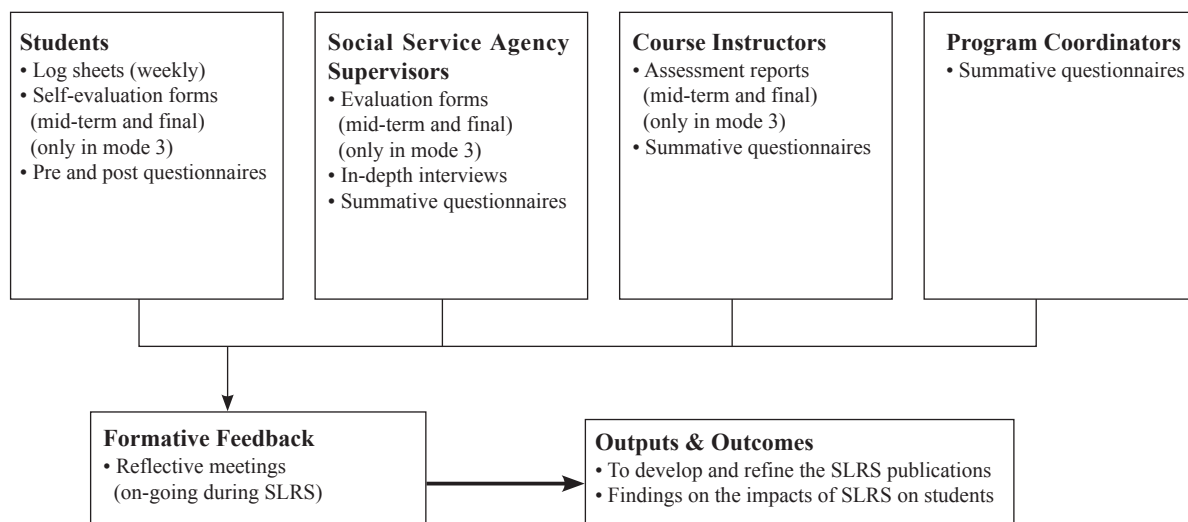 Students
• Log sheets (weekly)
• Self-evaluation forms
(mid-term and final)
(only in mode 3)
• Pre and post questionnaires
Social Service Agency
Supervisors
• Evaluation forms
(mid-term and final)
(only in mode 3)
• In-depth interviews
• Summative questionnaires
Course Instructors
• Assessment reports
(mid-term and final)
(only in mode 3)
• Summative questionnaires
Program Coordinators
• Summative questionnaires
Formative Feedback
• Reflective meetings
(on-going during SLRS)
Outputs & Outcomes
• To develop and refine the SLRS publications
• Findings on the impacts of SLRS on students